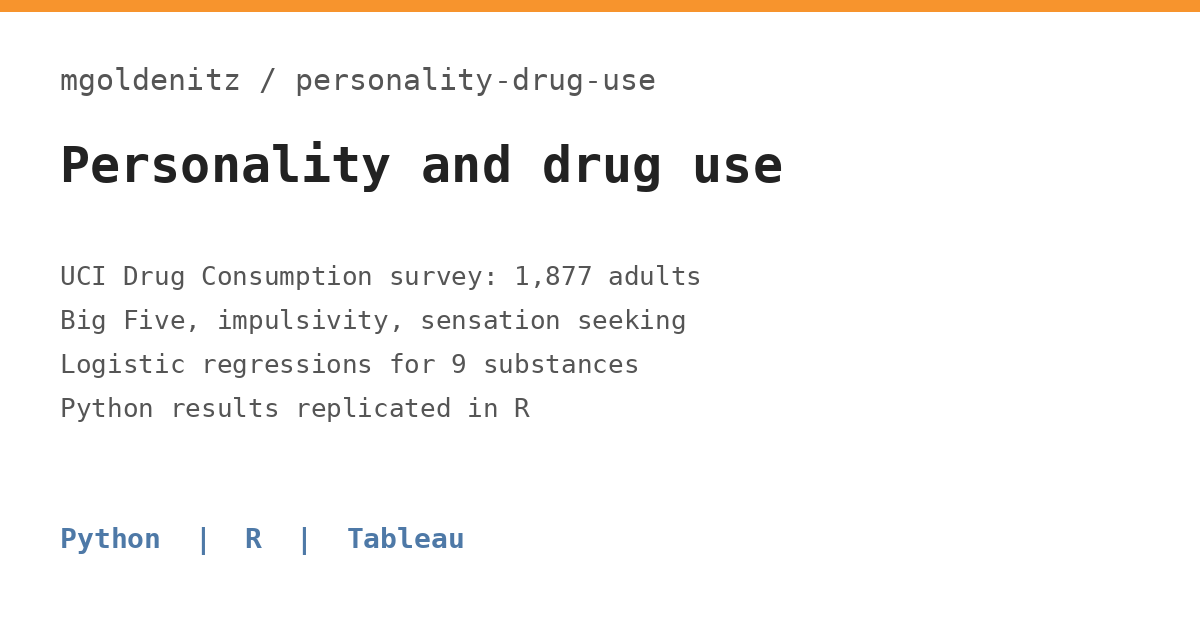 mgoldenitz / personality-drug-use
Personality and drug use
UCI Drug Consumption survey: 1,877 adults
Big Five, impulsivity, sensation seeking
Logistic regressions for 9 substances
Python results replicated in R
Python | R | Tableau